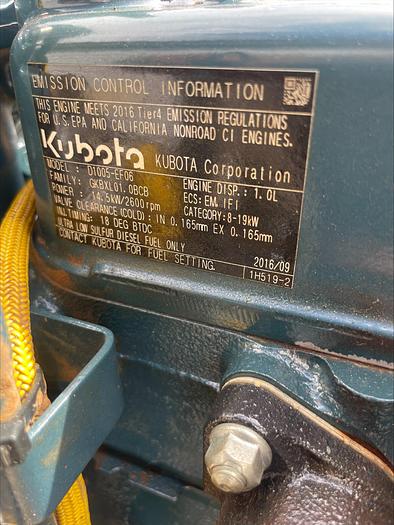 EMISSION CONTROL INFORMATION
THIS ENGINE MEETS 2016 Tier4 EMISSION REGULATIONS
FOR U.S. EPA AND CALIFORNIA NONROAD CI ENGINES.
Kubota KUBOTA Corporation
MODEL: D1005-EF06 ENGINE DISP.: 1.0L
FAMILY: GKBXL01.0BCB ECS: EM, IFI
POWER: 14.5kW/2600rpm CATEGORY: 8-19kW
VALVE CLEARANCE (COLD): IN 0.165mm EX 0.165mm
INJ.TIMING: 18 DEG BTDC
ULTRA LOW SULFUR DIESEL FUEL ONLY
CONTACT KUBOTA FOR FUEL SETTING. 2016/09
1H519-2